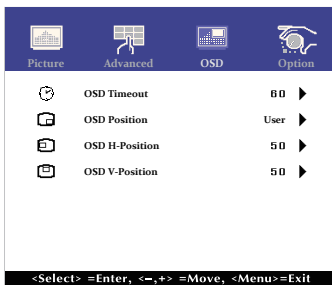 Picture Advanced OSD Option
OSD Timeout 60
OSD Position User
OSD H-Position 50
OSD V-Position 50
<Select> =Enter, <−,+> =Move, <Menu>=Exit